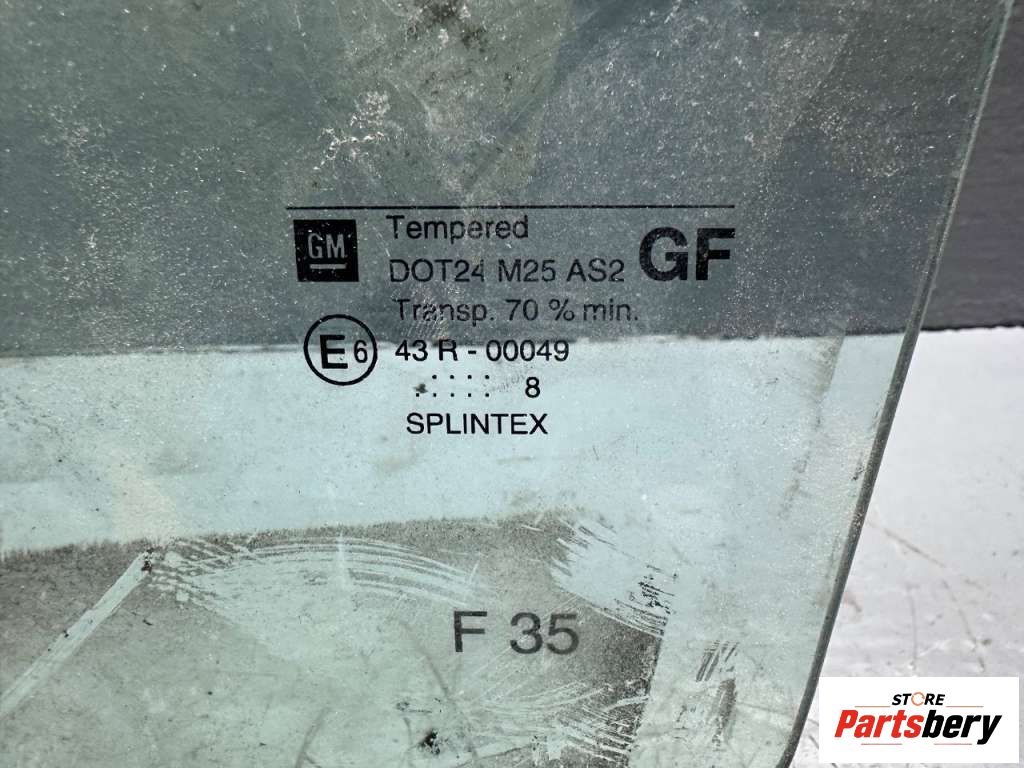 GM
Tempered
DOT24 M25 AS2
GF
Transp. 70 % min.
E6
43 R - 00049
. : : : : 8
SPLINTEX
F 35
STORE
Partsbery